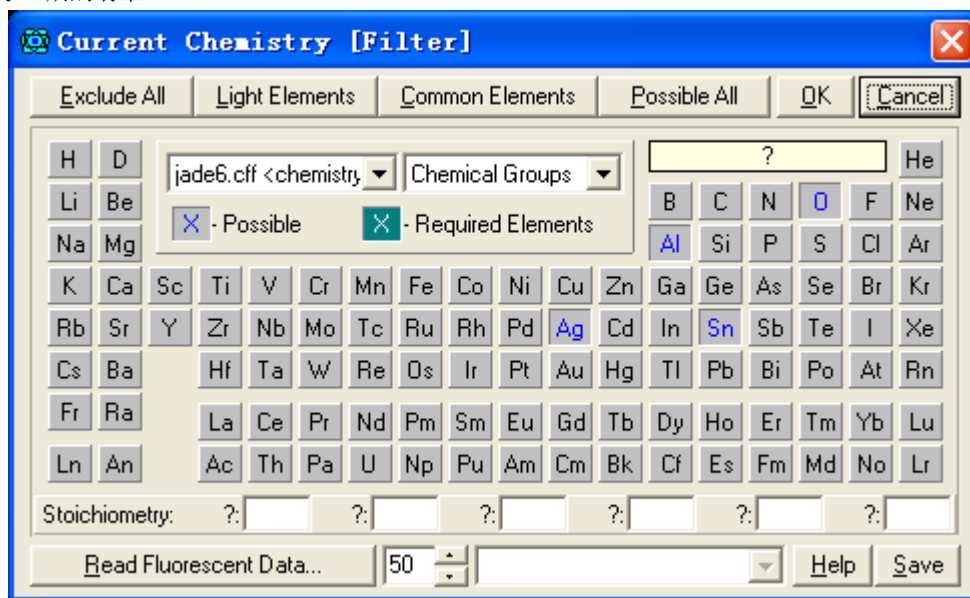 Current Chemistry [Filter]
Exclude All Light Elements Common Elements Possible All OK Cancel
H D jade6.cff <chemistry Chemical Groups ? He
Li Be B C N O F Ne
X - Possible X - Required Elements
Na Mg Al Si P S Cl Ar
K Ca Sc Ti V Cr Mn Fe Co Ni Cu Zn Ga Ge As Se Br Kr
Rb Sr Y Zr Nb Mo Tc Ru Rh Pd Ag Cd In Sn Sb Te I Xe
Cs Ba Hf Ta W Re Os Ir Pt Au Hg Tl Pb Bi Po At Rn
Fr Ra La Ce Pr Nd Pm Sm Eu Gd Tb Dy Ho Er Tm Yb Lu
Ln An Ac Th Pa U Np Pu Am Cm Bk Cf Es Fm Md No Lr
Stoichiometry: ?: ?: ?: ?: ?: ?:
Read Fluorescent Data... 50 Help Save